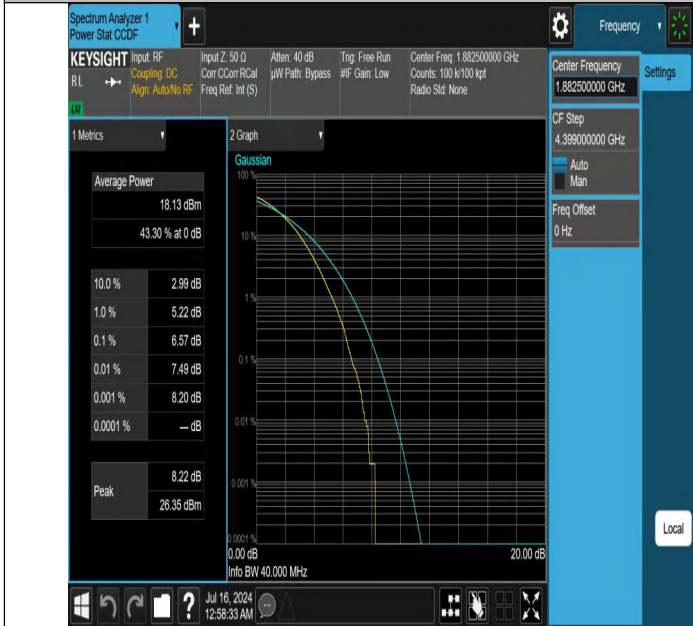 Spectrum Analyzer 1
Power Stat CCDF
+
Frequency
KEYSIGHT
RL
LXI
Input: RF
Coupling: DC
Align: Auto/No RF
Input Z: 50 Ω
Corr CCorr RCal
Freq Ref: Int (S)
Atten: 40 dB
µW Path: Bypass
Trig: Free Run
#IF Gain: Low
Center Freq: 1.882500000 GHz
Counts: 100 k/100 kpt
Radio Std: None
Center Frequency
1.882500000 GHz
Settings
CF Step
4.399000000 GHz
Auto
Man
Freq Offset
0 Hz
1 Metrics
Average Power
18.13 dBm
43.30 % at 0 dB
10.0 % 2.99 dB
1.0 % 5.22 dB
0.1 % 6.57 dB
0.01 % 7.49 dB
0.001 % 8.20 dB
0.0001 % --- dB
Peak
8.22 dB
26.35 dBm
2 Graph
Gaussian
100 %
10 %
1 %
0.1 %
0.01 %
0.001 %
0.0001 %
0.00 dB 20.00 dB
Info BW 40.000 MHz
Local
?
Jul 16, 2024
12:58:33 AM